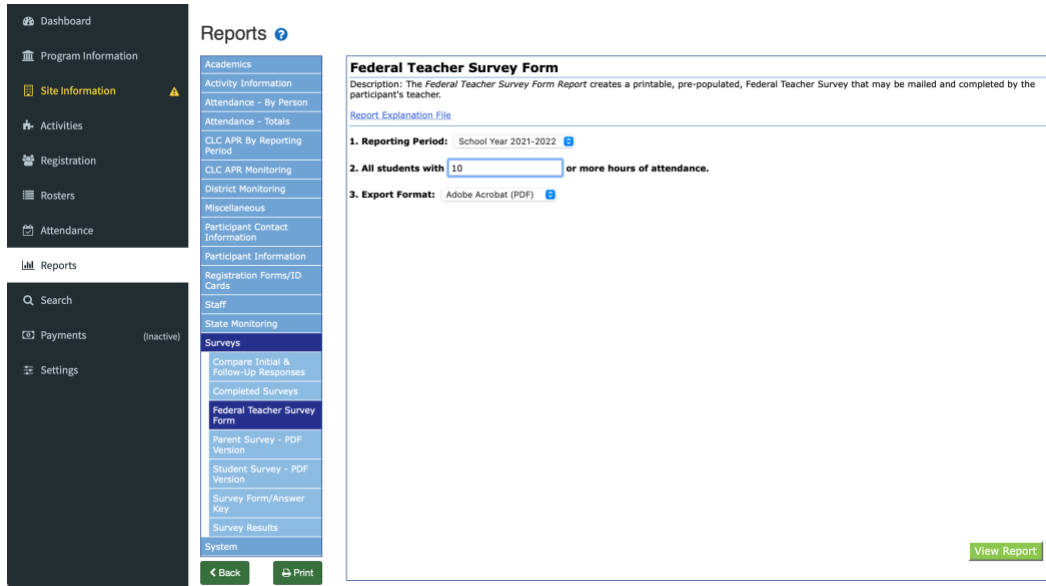 Dashboard
Program Information
Site Information
Activities
Registration
Rosters
Attendance
Reports
Search
Payments (Inactive)
Settings
Reports
Academics
Activity Information
Attendance - By Person
Attendance - Totals
CLC APR By Reporting
Period
CLC APR Monitoring
District Monitoring
Miscellaneous
Participant Contact
Information
Participant Information
Registration Forms/ID
Cards
Staff
State Monitoring
Surveys
Compare Initial &
Follow-Up Responses
Completed Surveys
Federal Teacher Survey
Form
Parent Survey - PDF
Version
Student Survey - PDF
Version
Survey Form/Answer
Key
Survey Results
System
Back
Print
Federal Teacher Survey Form
Description: The Federal Teacher Survey Form Report creates a printable, pre-populated, Federal Teacher Survey that may be mailed and completed by the
participant's teacher.
Report Explanation File
1. Reporting Period: School Year 2021-2022
2. All students with 10 or more hours of attendance.
3. Export Format: Adobe Acrobat (PDF)
View Report